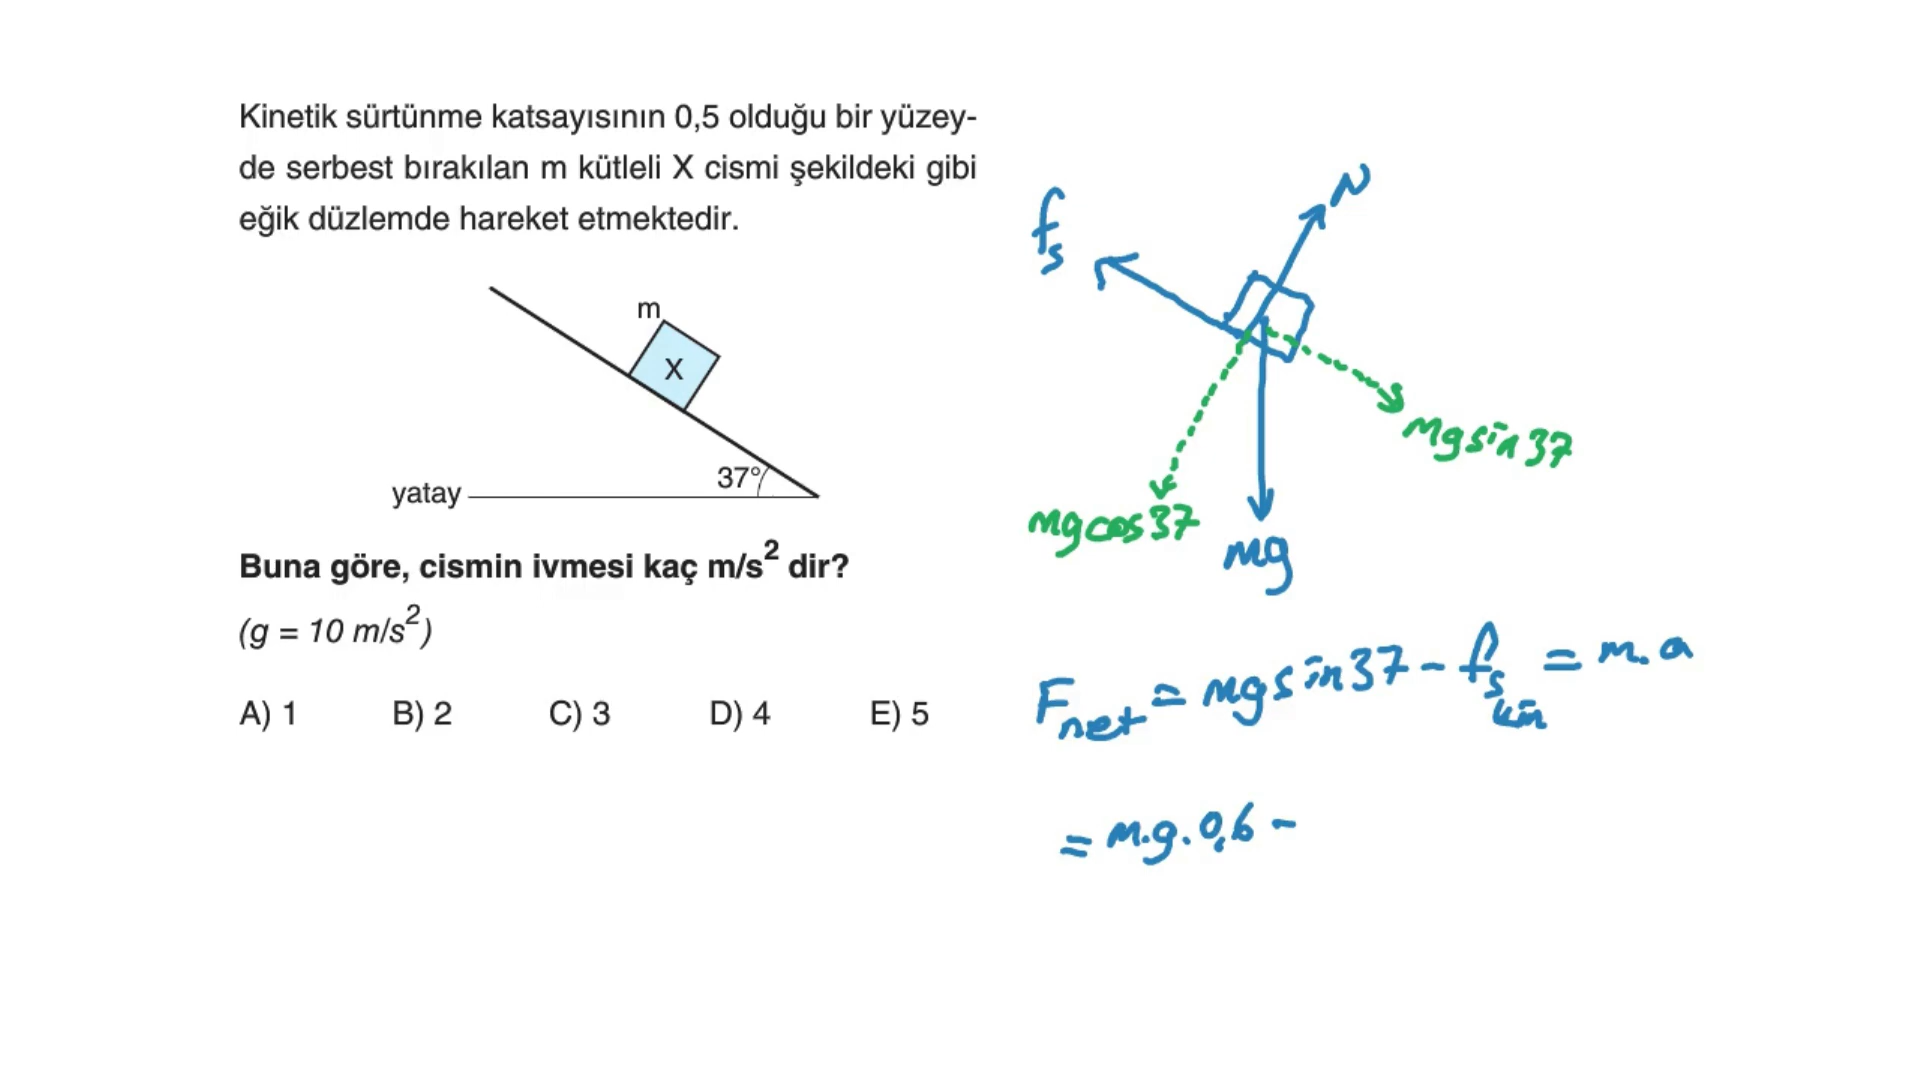 Kinetik sürtünme katsayısının 0,5 olduğu bir yüzey-
de serbest bırakılan m kütleli X cismi şekildeki gibi
eğik düzlemde hareket etmektedir.
m
X
37°
yatay
Buna göre, cismin ivmesi kaç m/s² dir?
(g = 10 m/s²)
A) 1 B) 2 C) 3 D) 4 E) 5
N
fs
mgsin37
mgcos37
mg
Fnet = mgsin37 - fs kin = m.a
= m.g.0,6 -